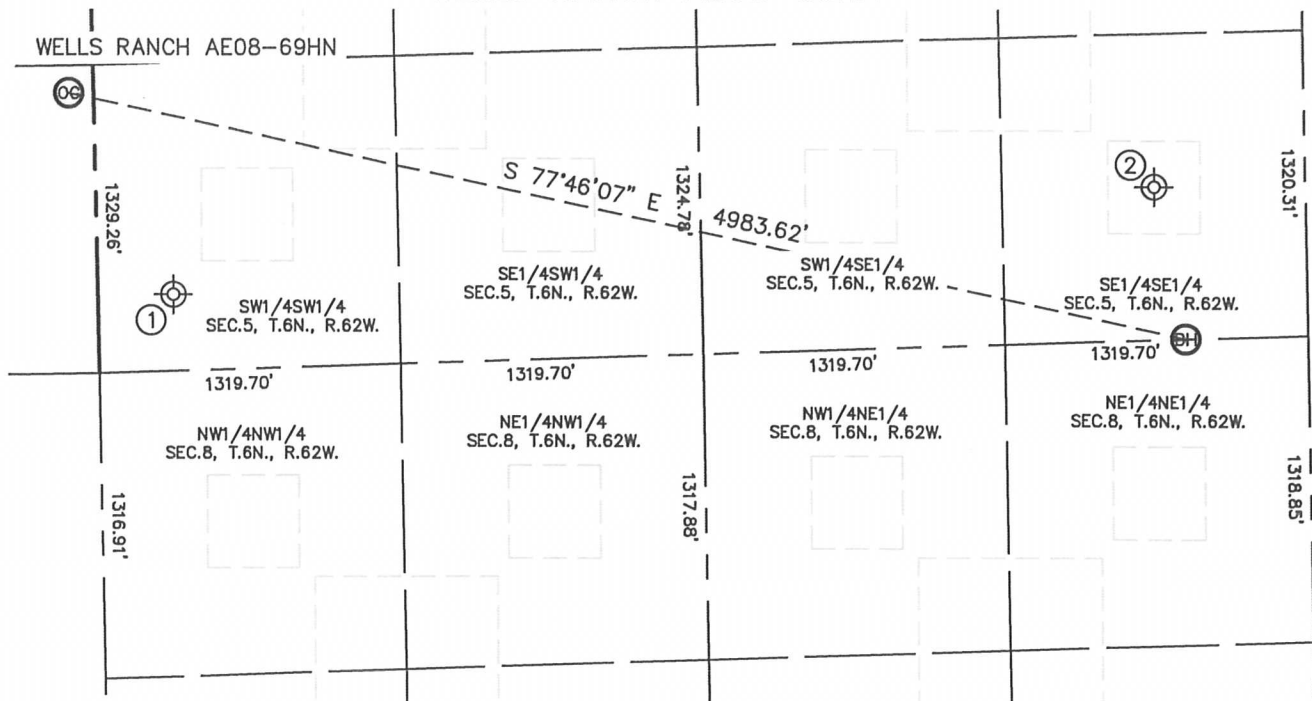 WELLS RANCH AE08-69HN
OG
1329.26'
S 77°46'07" E
4983.62'
1324.78'
1320.31'
1
2
SW1/4SW1/4
SEC.5, T.6N., R.62W.
SE1/4SW1/4
SEC.5, T.6N., R.62W.
SW1/4SE1/4
SEC.5, T.6N., R.62W.
SE1/4SE1/4
SEC.5, T.6N., R.62W.
BH
1319.70'
1319.70'
1319.70'
1319.70'
NW1/4NW1/4
SEC.8, T.6N., R.62W.
NE1/4NW1/4
SEC.8, T.6N., R.62W.
NW1/4NE1/4
SEC.8, T.6N., R.62W.
NE1/4NE1/4
SEC.8, T.6N., R.62W.
1316.91'
1317.88'
1318.85'